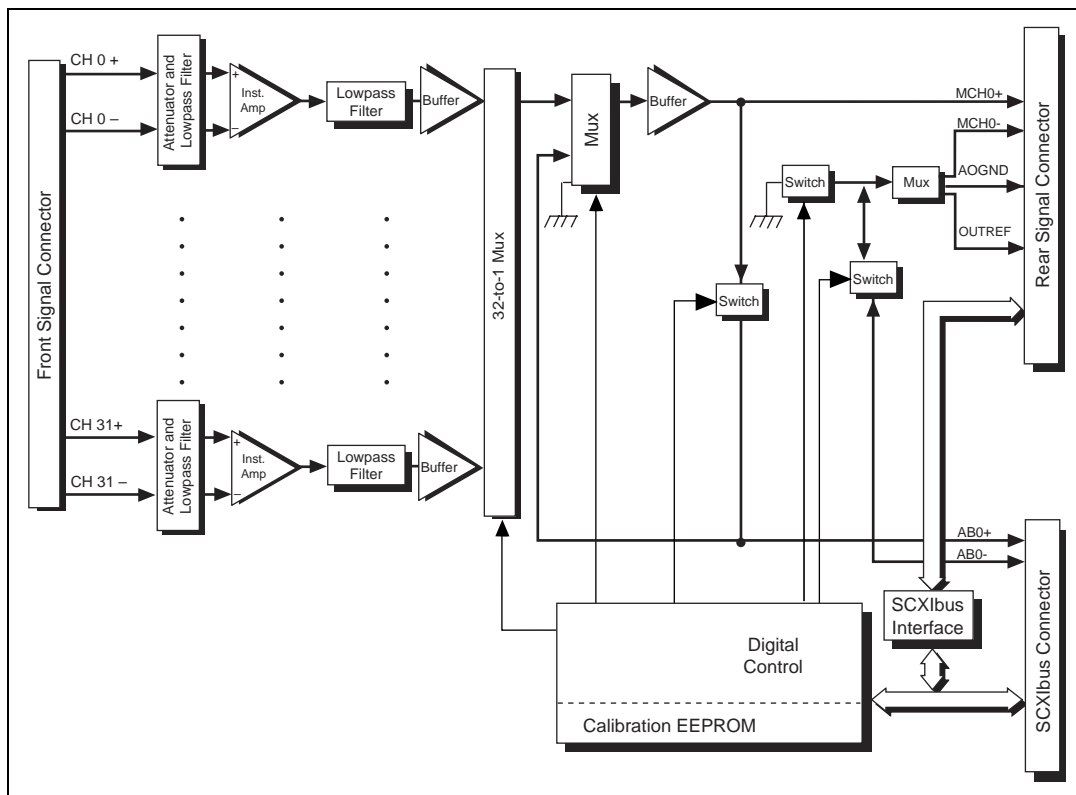 Front Signal Connector
CH 0 +
CH 0 –
Attenuator and
Lowpass Filter
+
–
Inst.
Amp
Lowpass
Filter
Buffer
32-to-1 Mux
Mux
Buffer
MCH0+
MCH0-
AOGND
OUTREF
Switch
Mux
Switch
Switch
Rear Signal Connector
CH 31+
CH 31 –
Attenuator and
Lowpass Filter
+
–
Inst.
Amp
Lowpass
Filter
Buffer
AB0+
AB0-
SCXIbus
Interface
SCXIbus Connector
Digital
Control
Calibration EEPROM